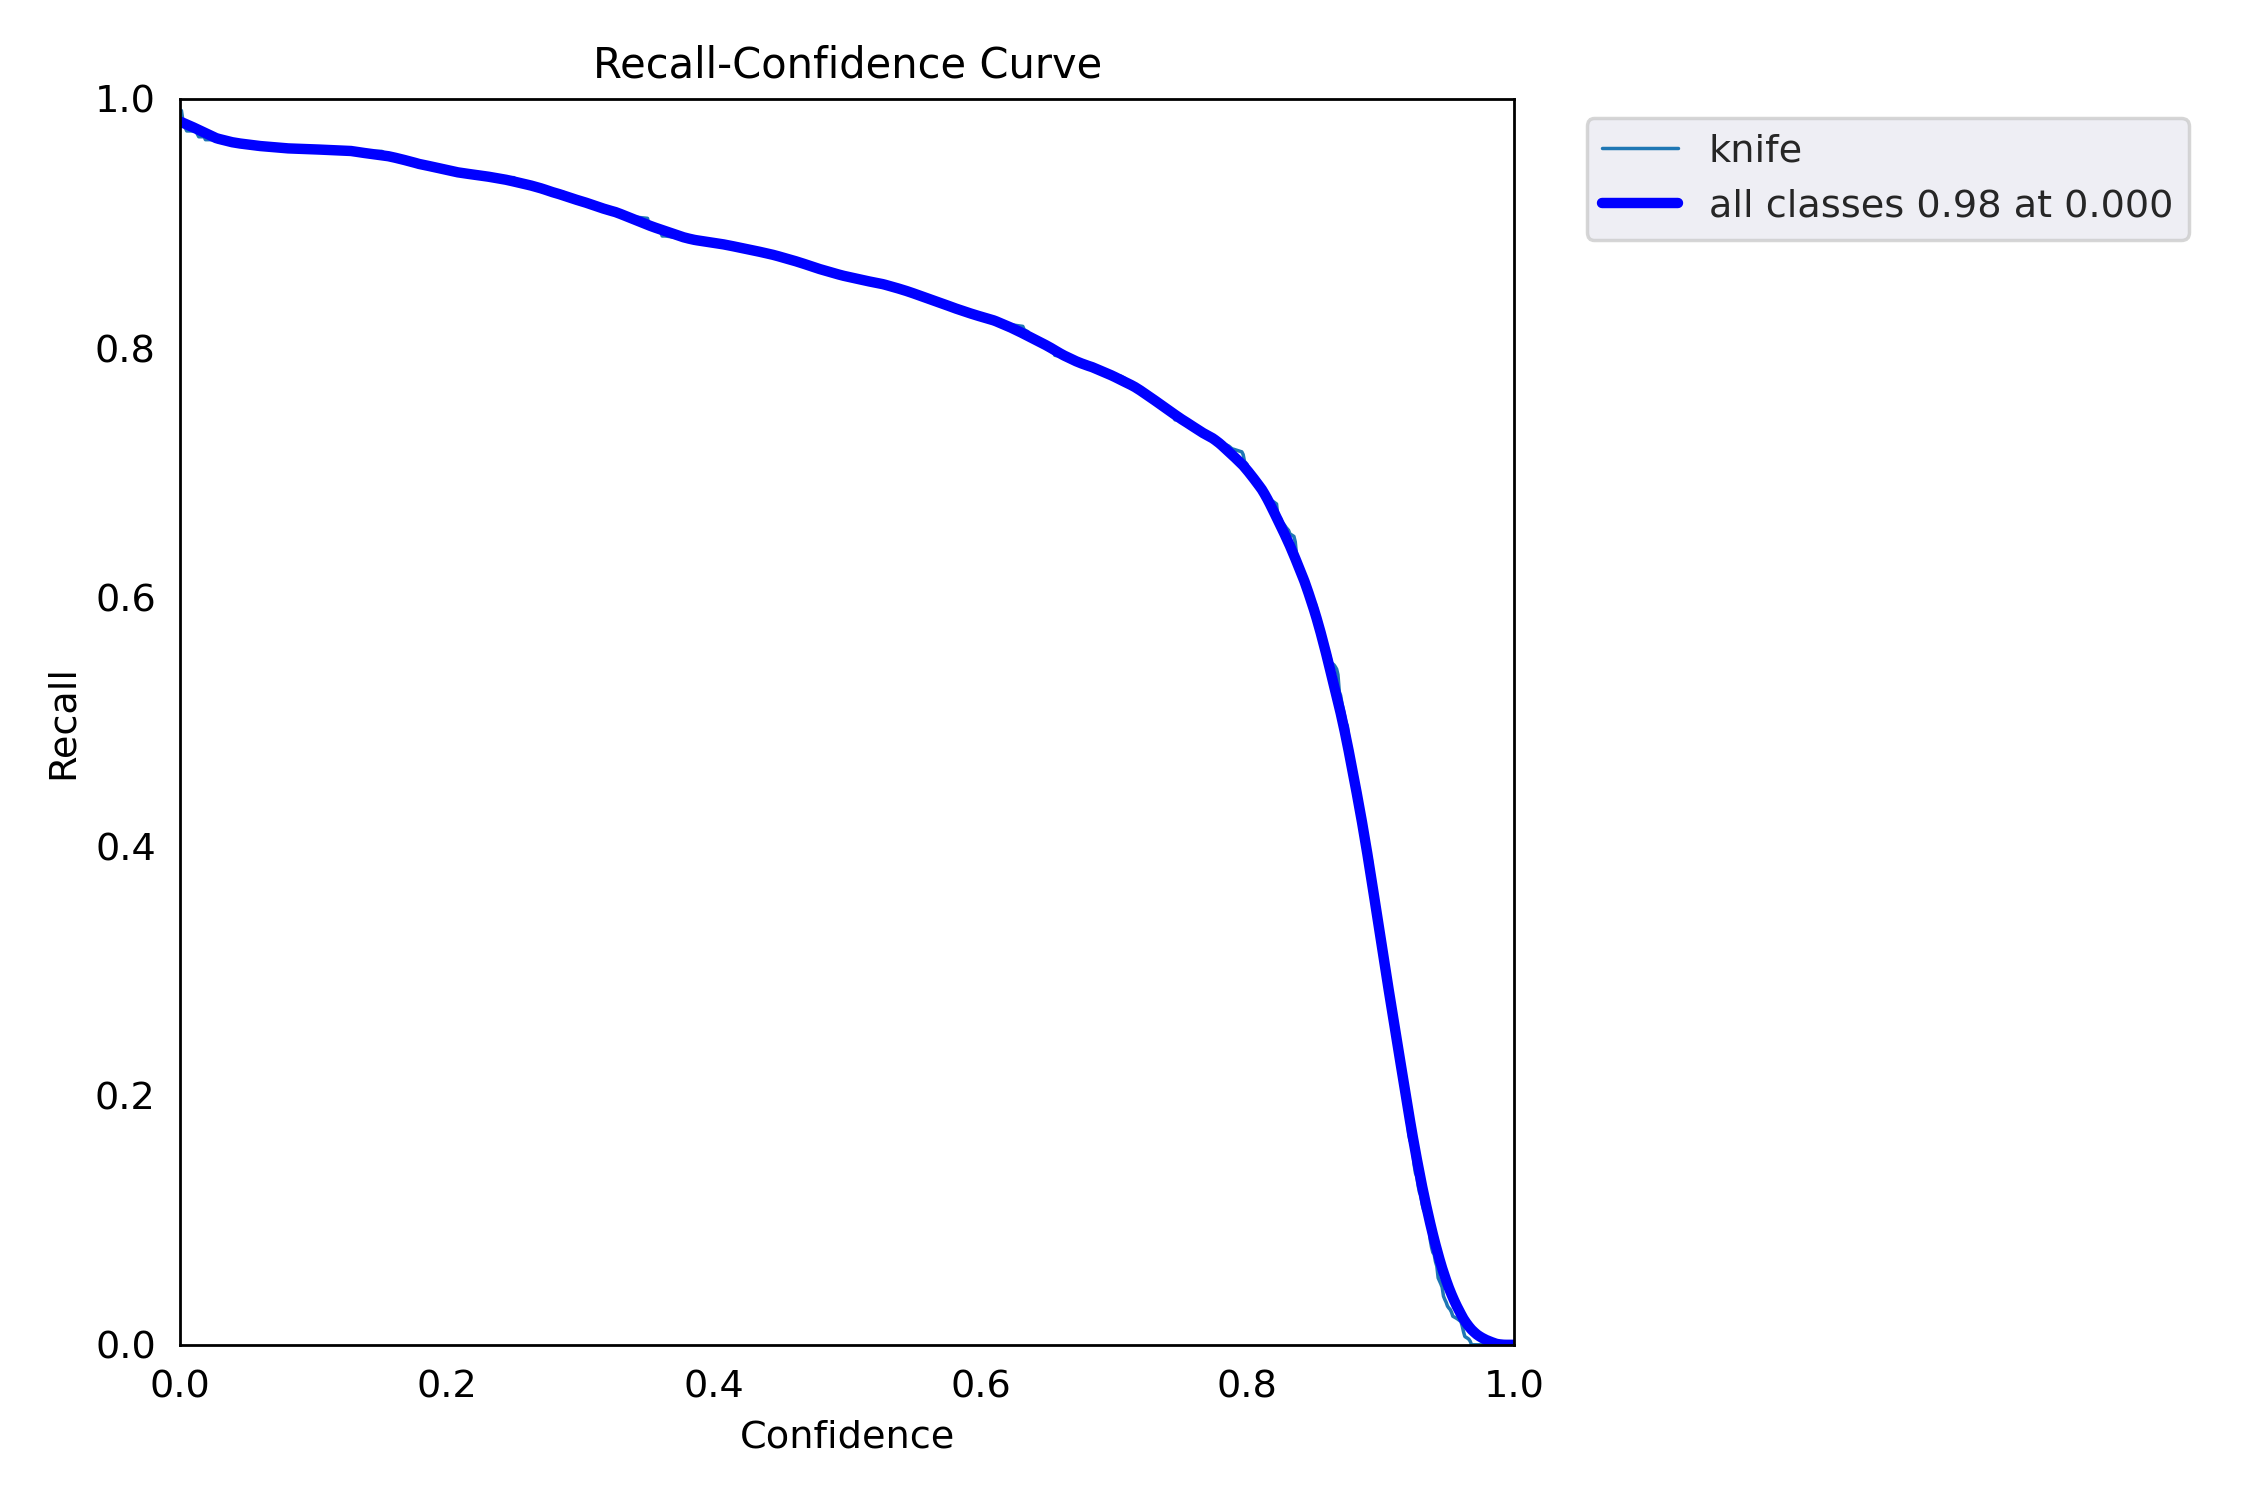 Recall-Confidence Curve
1.0
0.8
0.6
0.4
0.2
0.0
Recall
0.0 0.2 0.4 0.6 0.8 1.0
Confidence
knife
all classes 0.98 at 0.000